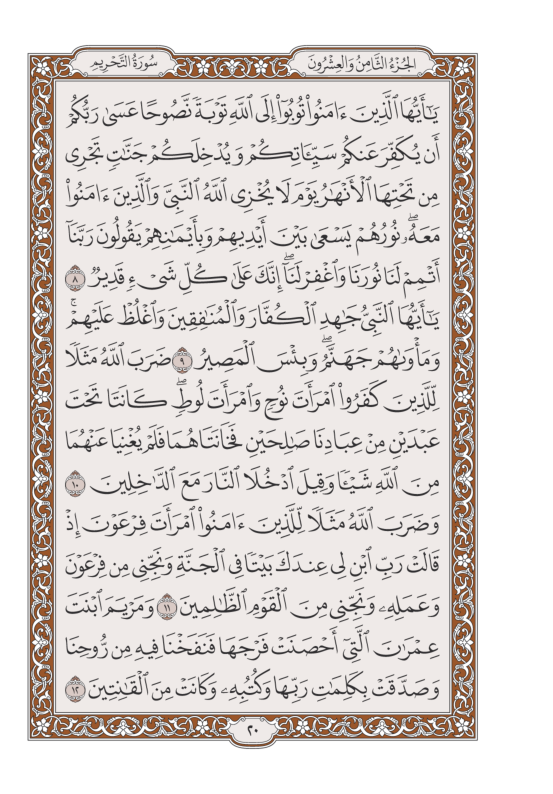 الجُزْءُ الثَّامِنُ وَالعِشْرُونَ
سُورَةُ التَّحْرِيمِ
يَٰٓأَيُّهَا ٱلَّذِينَ ءَامَنُوا۟ تُوبُوٓا۟ إِلَى ٱللَّهِ تَوْبَةً نَّصُوحًا عَسَىٰ رَبُّكُمْ
أَن يُكَفِّرَ عَنكُمْ سَيِّـَٔاتِكُمْ وَيُدْخِلَكُمْ جَنَّٰتٍ تَجْرِى
مِن تَحْتِهَا ٱلْأَنْهَٰرُ يَوْمَ لَا يُخْزِى ٱللَّهُ ٱلنَّبِىَّ وَٱلَّذِينَ ءَامَنُوا۟
مَعَهُۥۖ نُورُهُمْ يَسْعَىٰ بَيْنَ أَيْدِيهِمْ وَبِأَيْمَٰنِهِمْ يَقُولُونَ رَبَّنَآ
أَتْمِمْ لَنَا نُورَنَا وَٱغْفِرْ لَنَآۖ إِنَّكَ عَلَىٰ كُلِّ شَىْءٍ قَدِيرٌ ٨
يَٰٓأَيُّهَا ٱلنَّبِىُّ جَٰهِدِ ٱلْكُفَّارَ وَٱلْمُنَٰفِقِينَ وَٱغْلُظْ عَلَيْهِمْۚ
وَمَأْوَىٰهُمْ جَهَنَّمُۖ وَبِئْسَ ٱلْمَصِيرُ ٩ ضَرَبَ ٱللَّهُ مَثَلًا
لِّلَّذِينَ كَفَرُوا۟ ٱمْرَأَتَ نُوحٍ وَٱمْرَأَتَ لُوطٍۖ كَانَتَا تَحْتَ
عَبْدَيْنِ مِنْ عِبَادِنَا صَٰلِحَيْنِ فَخَانَتَاهُمَا فَلَمْ يُغْنِيَا عَنْهُمَا
مِنَ ٱللَّهِ شَيْـًٔا وَقِيلَ ٱدْخُلَا ٱلنَّارَ مَعَ ٱلدَّٰخِلِينَ ١٠
وَضَرَبَ ٱللَّهُ مَثَلًا لِّلَّذِينَ ءَامَنُوا۟ ٱمْرَأَتَ فِرْعَوْنَ إِذْ
قَالَتْ رَبِّ ٱبْنِ لِى عِندَكَ بَيْتًا فِى ٱلْجَنَّةِ وَنَجِّنِى مِن فِرْعَوْنَ
وَعَمَلِهِۦ وَنَجِّنِى مِنَ ٱلْقَوْمِ ٱلظَّٰلِمِينَ ١١ وَمَرْيَمَ ٱبْنَتَ
عِمْرَٰنَ ٱلَّتِىٓ أَحْصَنَتْ فَرْجَهَا فَنَفَخْنَا فِيهِ مِن رُّوحِنَا
وَصَدَّقَتْ بِكَلِمَٰتِ رَبِّهَا وَكُتُبِهِۦ وَكَانَتْ مِنَ ٱلْقَٰنِتِينَ ١٢
٢٠